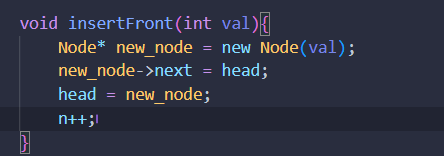 void insertFront(int val){
    Node* new_node = new Node(val);
    new_node->next = head;
    head = new_node;
    n++;
}